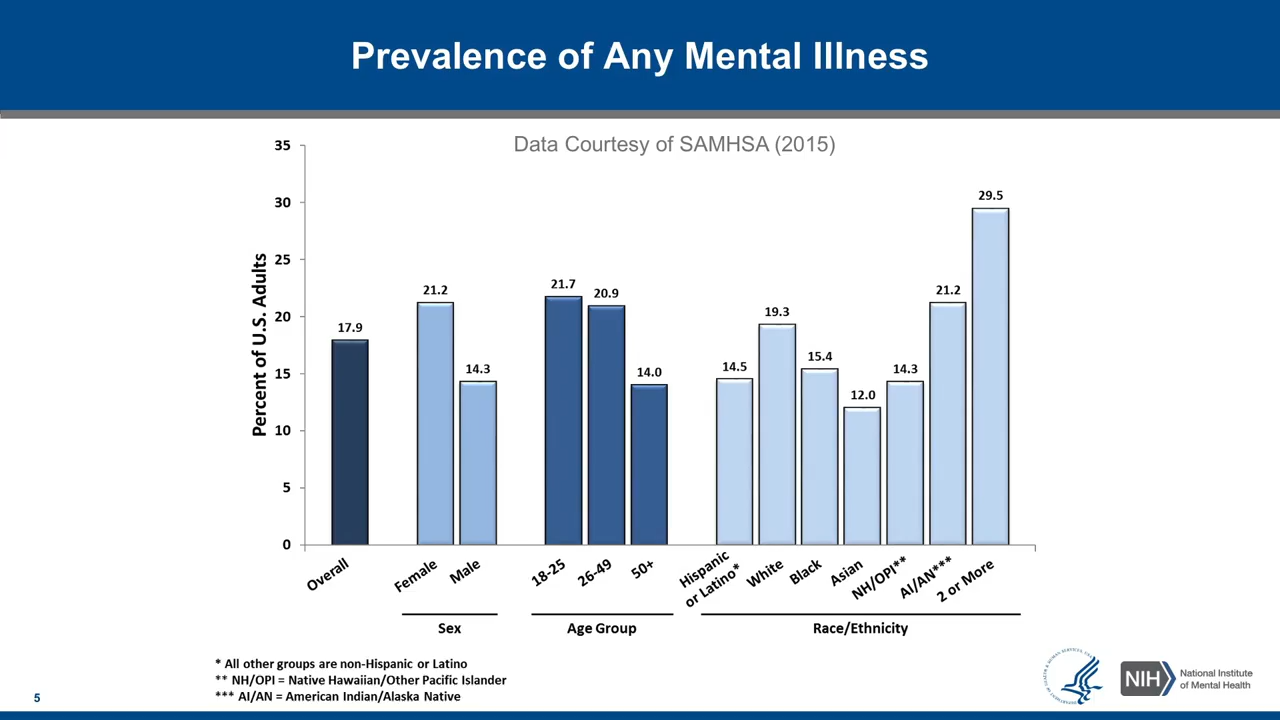 Prevalence of Any Mental Illness
Data Courtesy of SAMHSA (2015)
Percent of U.S. Adults
35
30
25
20
15
10
5
0
17.9
21.2
14.3
21.7
20.9
14.0
14.5
19.3
15.4
12.0
14.3
21.2
29.5
Overall
Female
Male
18-25
26-49
50+
Hispanic
or Latino*
White
Black
Asian
NH/OPI**
AI/AN***
2 or More
Sex
Age Group
Race/Ethnicity
* All other groups are non-Hispanic or Latino
** NH/OPI = Native Hawaiian/Other Pacific Islander
*** AI/AN = American Indian/Alaska Native
5
NIH
National Institute
of Mental Health